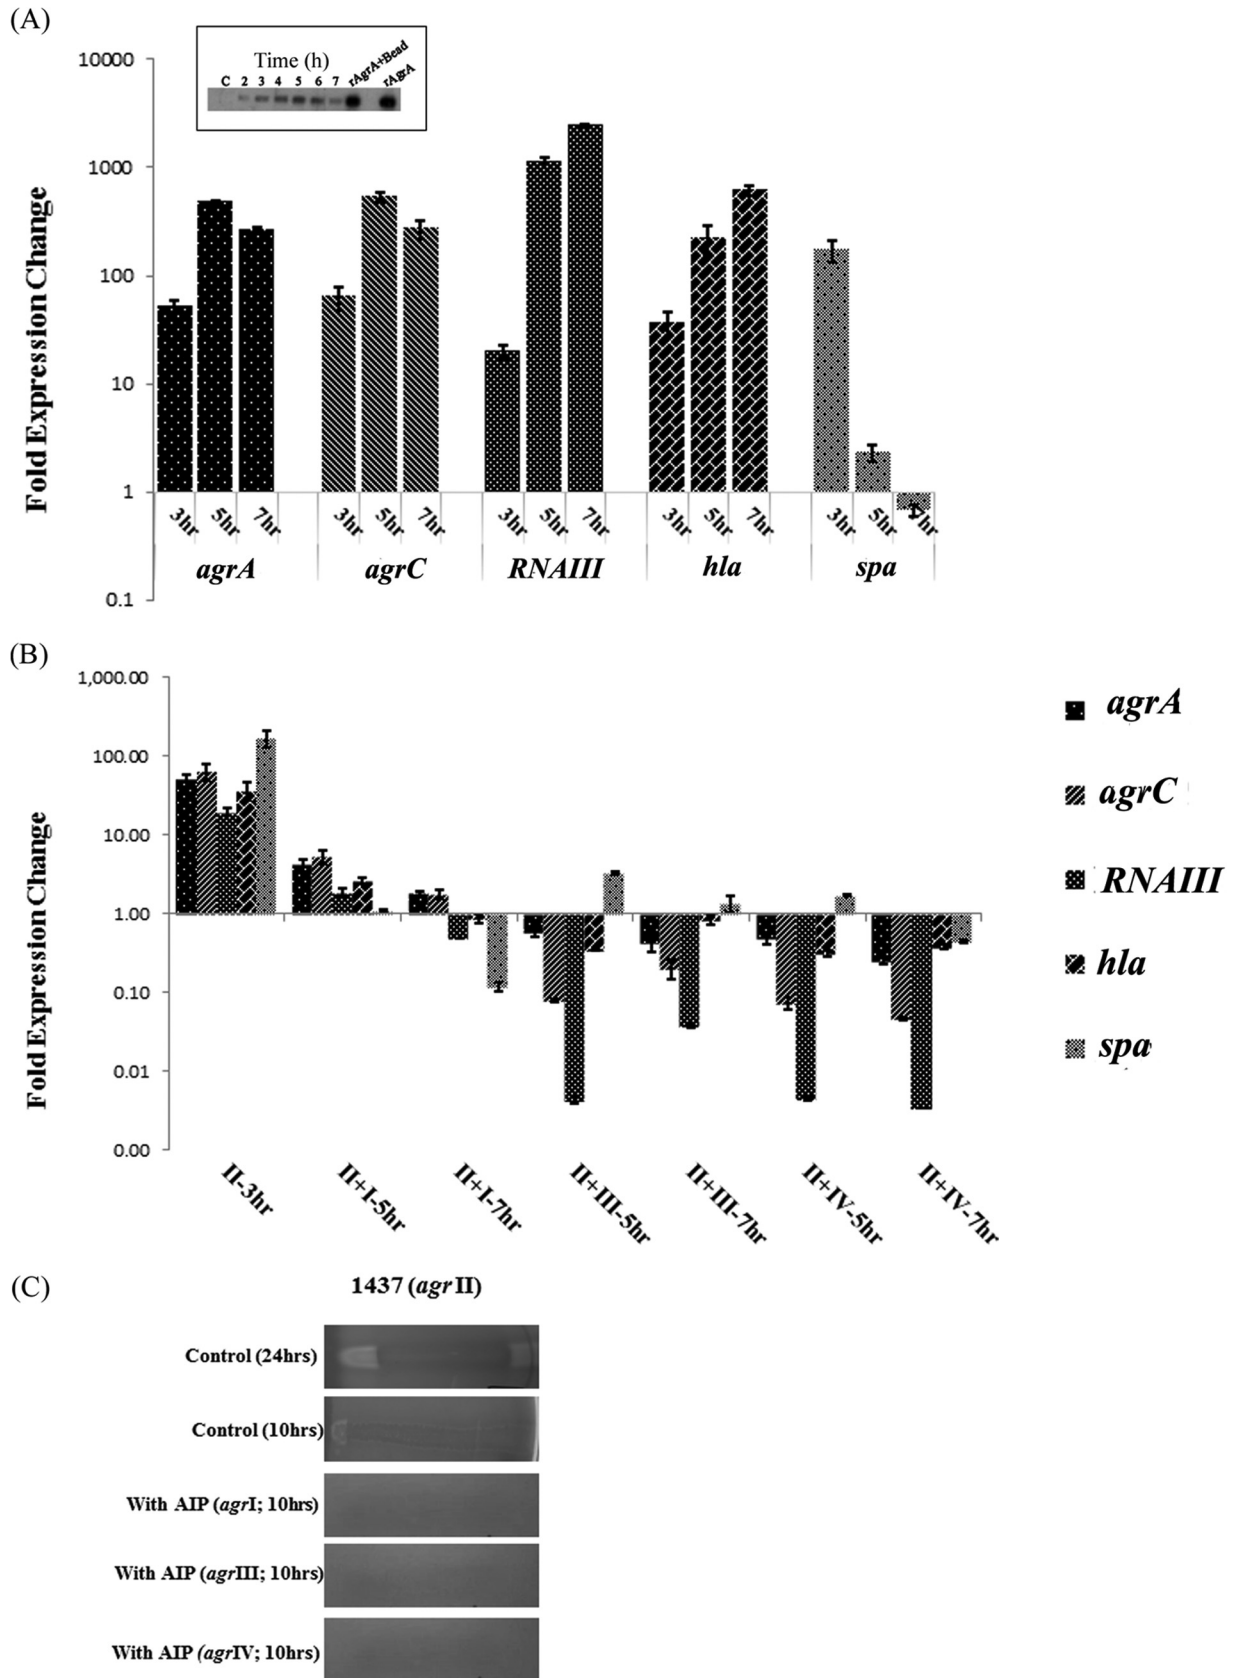 (A)
Time (h)
C 2 3 4 5 6 7 rAgrA+Bead rAgrA
10000
1000
100
10
1
0.1
Fold Expression Change
3hr 5hr 7hr 3hr 5hr 7hr 3hr 5hr 7hr 3hr 5hr 7hr 3hr 5hr 7hr
agrA agrC RNAIII hla spa
(B)
1,000.00
100.00
10.00
1.00
0.10
0.01
0.00
Fold Expression Change
II-3hr II+I-5hr II+I-7hr II+III-5hr II+III-7hr II+IV-5hr II+IV-7hr
agrA
agrC
RNAIII
hla
spa
(C)
1437 (agr II)
Control (24hrs)
Control (10hrs)
With AIP (agrI; 10hrs)
With AIP (agrIII; 10hrs)
With AIP (agrIV; 10hrs)